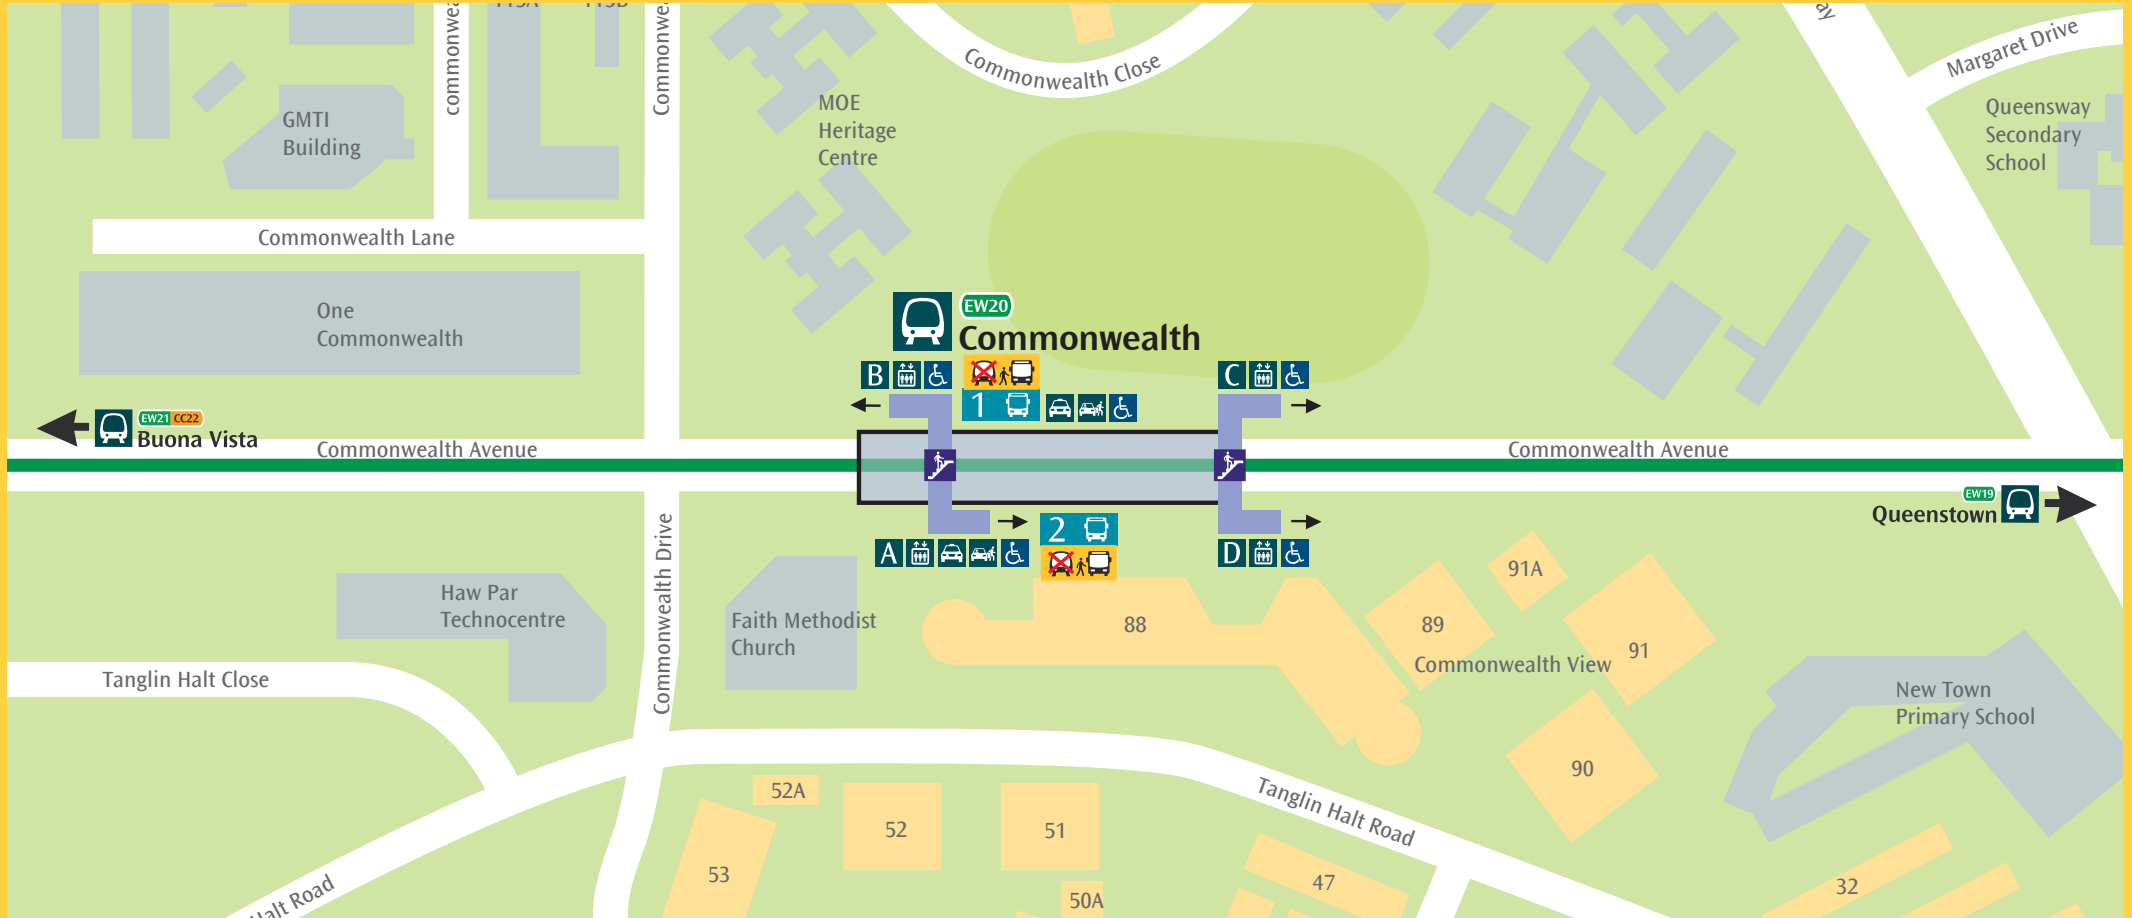 Commonwealth Close
Margaret Drive
MOE
Heritage
Centre
GMTI
Building
Queensway
Secondary
School
Commonwealth Lane
One
Commonwealth
EW20
Commonwealth
B
C
1
EW21 CC22
Buona Vista
Commonwealth Avenue
Commonwealth Avenue
EW19
Queenstown
2
A
D
Commonwealth Drive
Haw Par
Technocentre
Faith Methodist
Church
88
89
91A
91
Commonwealth View
Tanglin Halt Close
New Town
Primary School
90
52A
52
51
53
Tanglin Halt Road
47
32
50A
Halt Road